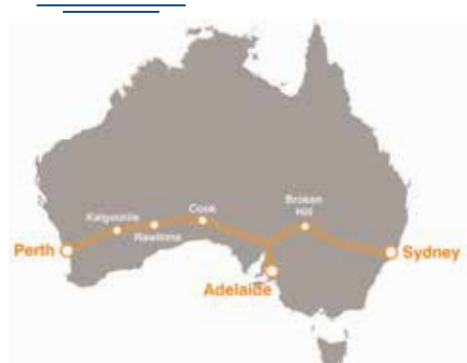 Cook
Broken
Hill
Kalgoorlie
Rawlinna
Perth
Sydney
Adelaide